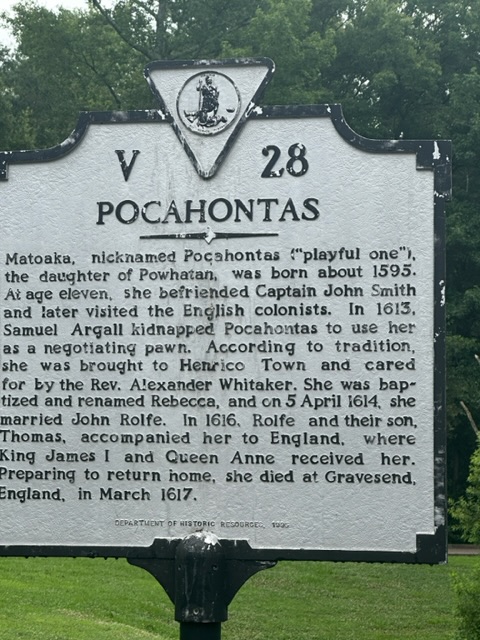 V 28
POCAHONTAS
Matoaka, nicknamed Pocahontas ("playful one"),
the daughter of Powhatan, was born about 1595.
At age eleven, she befriended Captain John Smith
and later visited the English colonists. In 1613,
Samuel Argall kidnapped Pocahontas to use her
as a negotiating pawn. According to tradition,
she was brought to Henrico Town and cared
for by the Rev. Alexander Whitaker. She was bap-
tized and renamed Rebecca, and on 5 April 1614, she
married John Rolfe. In 1616, Rolfe and their son,
Thomas, accompanied her to England, where
King James I and Queen Anne received her.
Preparing to return home, she died at Gravesend,
England, in March 1617.
DEPARTMENT OF HISTORIC RESOURCES,